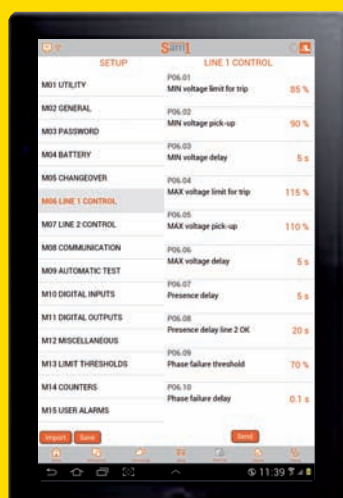 Sam1
SETUP
LINE 1 CONTROL
M01 UTILITY
M02 GENERAL
M03 PASSWORD
M04 BATTERY
M05 CHANGEOVER
M06 LINE 1 CONTROL
M07 LINE 2 CONTROL
M08 COMMUNICATION
M09 AUTOMATIC TEST
M10 DIGITAL INPUTS
M11 DIGITAL OUTPUTS
M12 MISCELLANEOUS
M13 LIMIT THRESHOLDS
M14 COUNTERS
M15 USER ALARMS
P06.01
MIN voltage limit for trip 85 %
P06.02
MIN voltage pick-up 90 %
P06.03
MIN voltage delay 5 s
P06.04
MAX voltage limit for trip 115 %
P06.05
MAX voltage pick-up 110 %
P06.06
MAX voltage delay 5 s
P06.07
Presence delay 5 s
P06.08
Presence delay line 2 OK 20 s
P06.09
Phase failure threshold 70 %
P06.10
Phase failure delay 0.1 s
Import Save Send
11:39